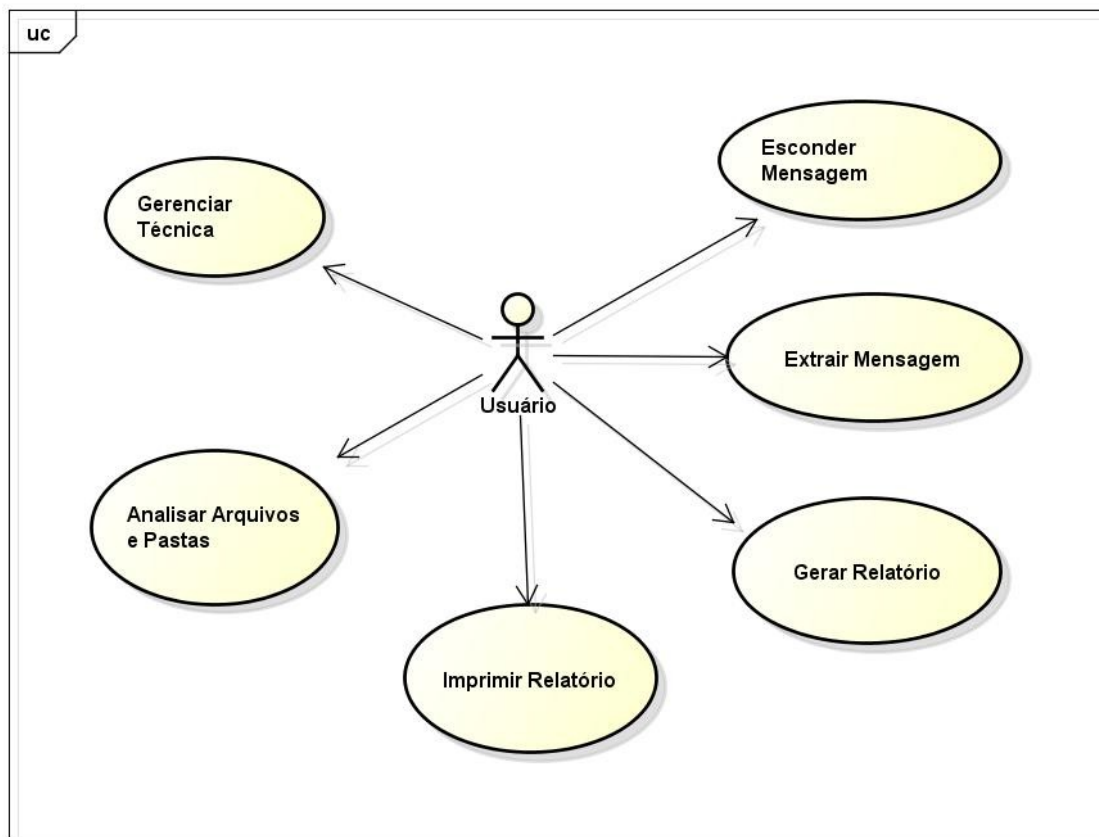 uc
Esconder
Mensagem
Gerenciar
Técnica
Extrair Mensagem
Usuário
Analisar Arquivos
e Pastas
Gerar Relatório
Imprimir Relatório